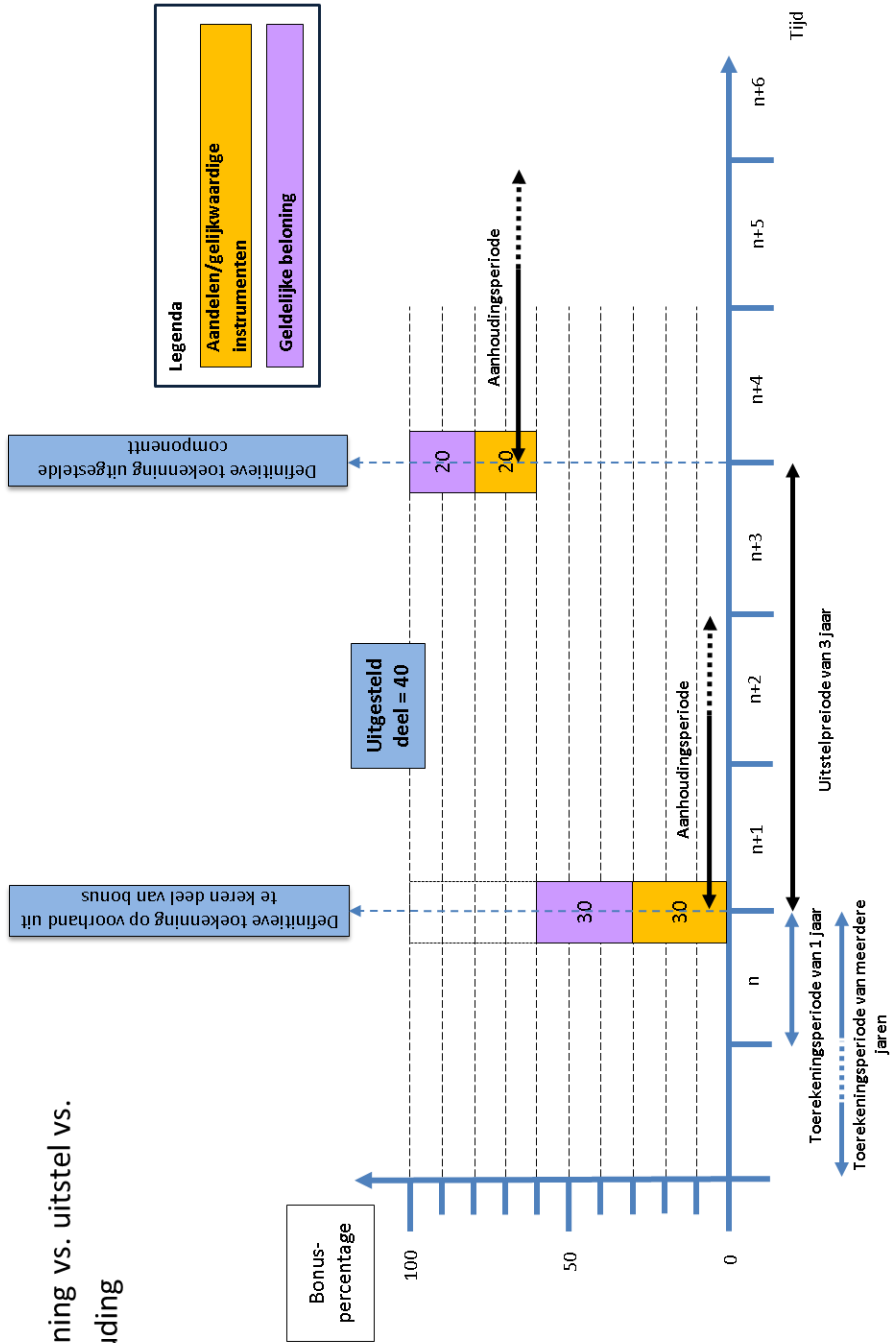 ning vs. uitstel vs.
uding
Definitieve toekenning op voorhand uit
te keren deel van bonus
Definitieve toekenning uitgestelde
componentt
Legenda
Aandelen/gelijkwaardige
instrumenten
Geldelijke beloning
Bonus-
percentage
Uitgesteld
deel = 40
100
50
0
30
30
20
20
Aanhoudingsperiode
Aanhoudingsperiode
n
n+1
n+2
n+3
n+4
n+5
n+6
Tijd
Toerekeningsperiode van 1 jaar
Uitstelpreiode van 3 jaar
Toerekeningsperiode van meerdere
jaren